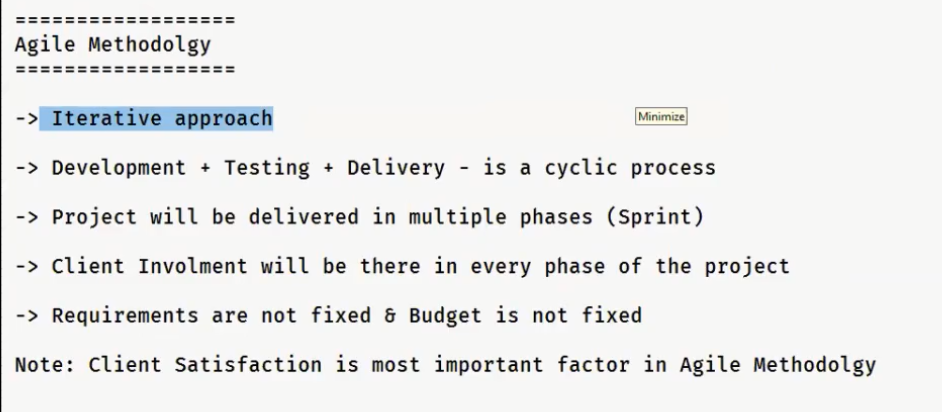 ==================
Agile Methodolgy
==================
-> Iterative approach
Minimize
-> Development + Testing + Delivery - is a cyclic process
-> Project will be delivered in multiple phases (Sprint)
-> Client Involment will be there in every phase of the project
-> Requirements are not fixed & Budget is not fixed
Note: Client Satisfaction is most important factor in Agile Methodolgy